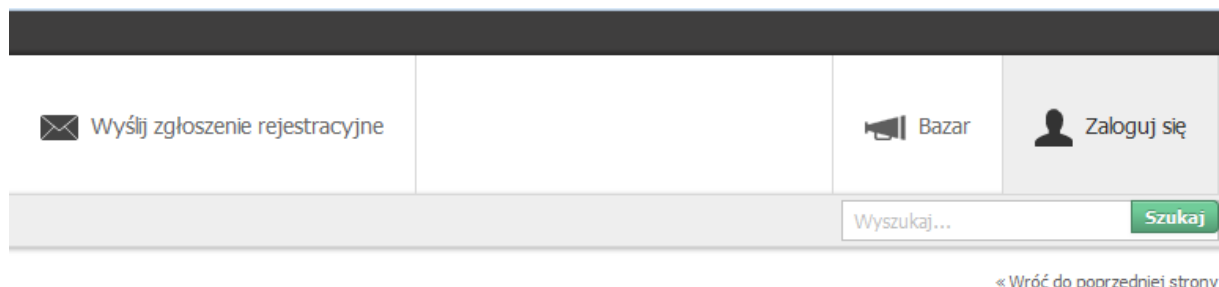 Wyślij zgłoszenie rejestracyjne
Bazar
Zaloguj się
Wyszukaj...
Szukaj
« Wróć do poprzedniej strony